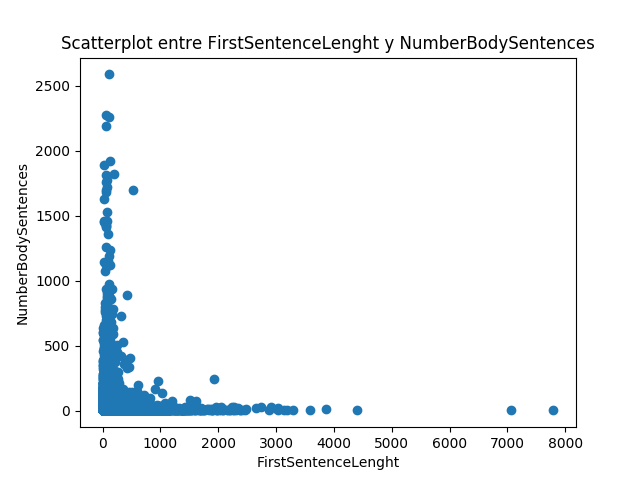 Scatterplot entre FirstSentenceLenght y NumberBodySentences
2500
2000
1500
1000
500
0
NumberBodySentences
0 1000 2000 3000 4000 5000 6000 7000 8000
FirstSentenceLenght